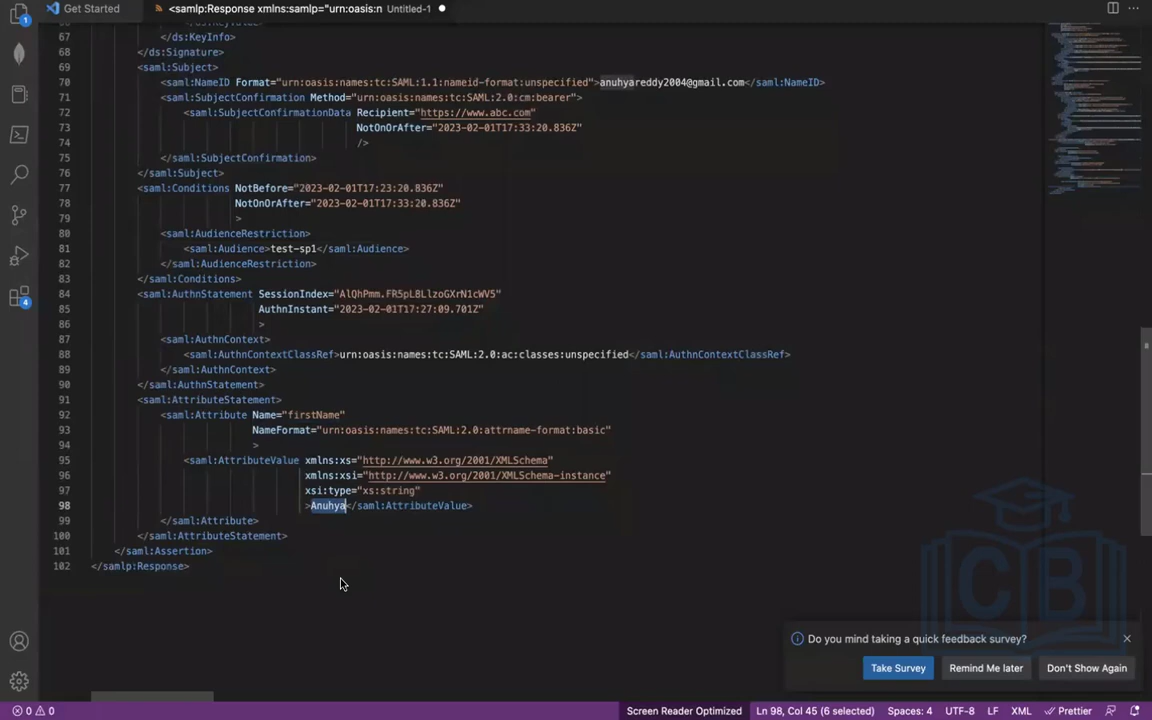 Get Started
<samlp:Response xmlns:samlp="urn:oasis:n Untitled-1
67 </ds:KeyInfo>
68 </ds:Signature>
69 <saml:Subject>
70 <saml:NameID Format="urn:oasis:names:tc:SAML:1.1:nameid-format:unspecified">anuhyareddy2004@gmail.com</saml:NameID>
71 <saml:SubjectConfirmation Method="urn:oasis:names:tc:SAML:2.0:cm:bearer">
72 <saml:SubjectConfirmationData Recipient="https://www.abc.com"
73 NotOnOrAfter="2023-02-01T17:33:20.836Z"
74 />
75 </saml:SubjectConfirmation>
76 </saml:Subject>
77 <saml:Conditions NotBefore="2023-02-01T17:23:20.836Z"
78 NotOnOrAfter="2023-02-01T17:33:20.836Z"
79 >
80 <saml:AudienceRestriction>
81 <saml:Audience>test-sp1</saml:Audience>
82 </saml:AudienceRestriction>
83 </saml:Conditions>
84 <saml:AuthnStatement SessionIndex="AlQhPmm.FR5pL8LlzoGXrN1cWV5"
85 AuthnInstant="2023-02-01T17:27:09.701Z"
86 >
87 <saml:AuthnContext>
88 <saml:AuthnContextClassRef>urn:oasis:names:tc:SAML:2.0:ac:classes:unspecified</saml:AuthnContextClassRef>
89 </saml:AuthnContext>
90 </saml:AuthnStatement>
91 <saml:AttributeStatement>
92 <saml:Attribute Name="firstName"
93 NameFormat="urn:oasis:names:tc:SAML:2.0:attrname-format:basic"
94 >
95 <saml:AttributeValue xmlns:xs="http://www.w3.org/2001/XMLSchema"
96 xmlns:xsi="http://www.w3.org/2001/XMLSchema-instance"
97 xsi:type="xs:string"
98 >Anuhya</saml:AttributeValue>
99 </saml:Attribute>
100 </saml:AttributeStatement>
101 </saml:Assertion>
102 </samlp:Response>
CB
1
4
Do you mind taking a quick feedback survey?
Take Survey Remind Me later Don't Show Again
0 0 Screen Reader Optimized Ln 98, Col 45 (6 selected) Spaces: 4 UTF-8 LF XML Prettier